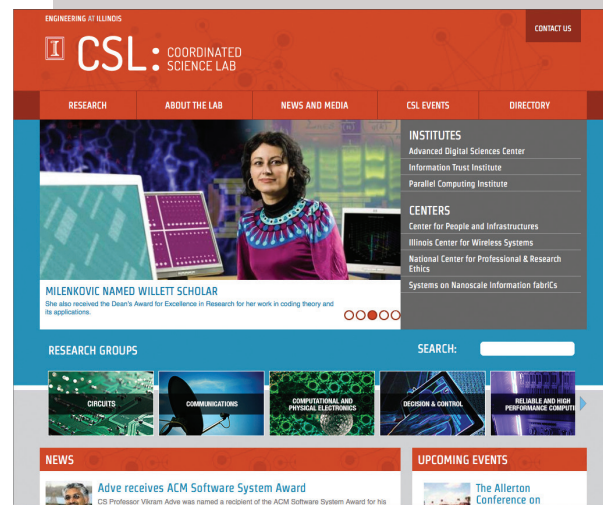 ENGINEERING AT ILLINOIS
CONTACT US
I
CSL: COORDINATED
SCIENCE LAB
RESEARCH
ABOUT THE LAB
NEWS AND MEDIA
CSL EVENTS
DIRECTORY
INSTITUTES
Advanced Digital Sciences Center
Information Trust Institute
Parallel Computing Institute
CENTERS
Center for People and Infrastructures
Illinois Center for Wireless Systems
National Center for Professional & Research
Ethics
Systems on Nanoscale Information fabriCs
MILENKOVIC NAMED WILLETT SCHOLAR
She also received the Dean's Award for Excellence in Research for her work in coding theory and
its applications.
RESEARCH GROUPS
SEARCH:
CIRCUITS
COMMUNICATIONS
COMPUTATIONAL AND
PHYSICAL ELECTRONICS
DECISION & CONTROL
RELIABLE AND HIGH
PERFORMANCE COMPUTI
NEWS
UPCOMING EVENTS
Adve receives ACM Software System Award
CS Professor Vikram Adve was named a recipient of the ACM Software System Award for his
The Allerton
Conference on